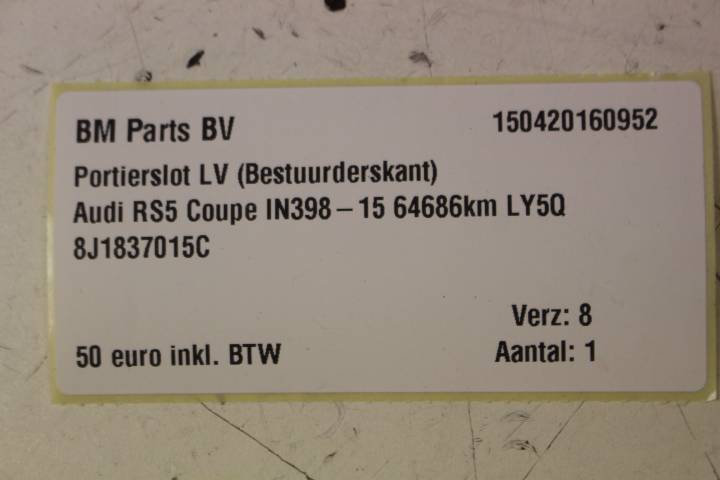 BM Parts BV 150420160952
Portierslot LV (Bestuurderskant)
Audi RS5 Coupe IN398 – 15 64686km LY5Q
8J1837015C
Verz: 8
50 euro inkl. BTW Aantal: 1